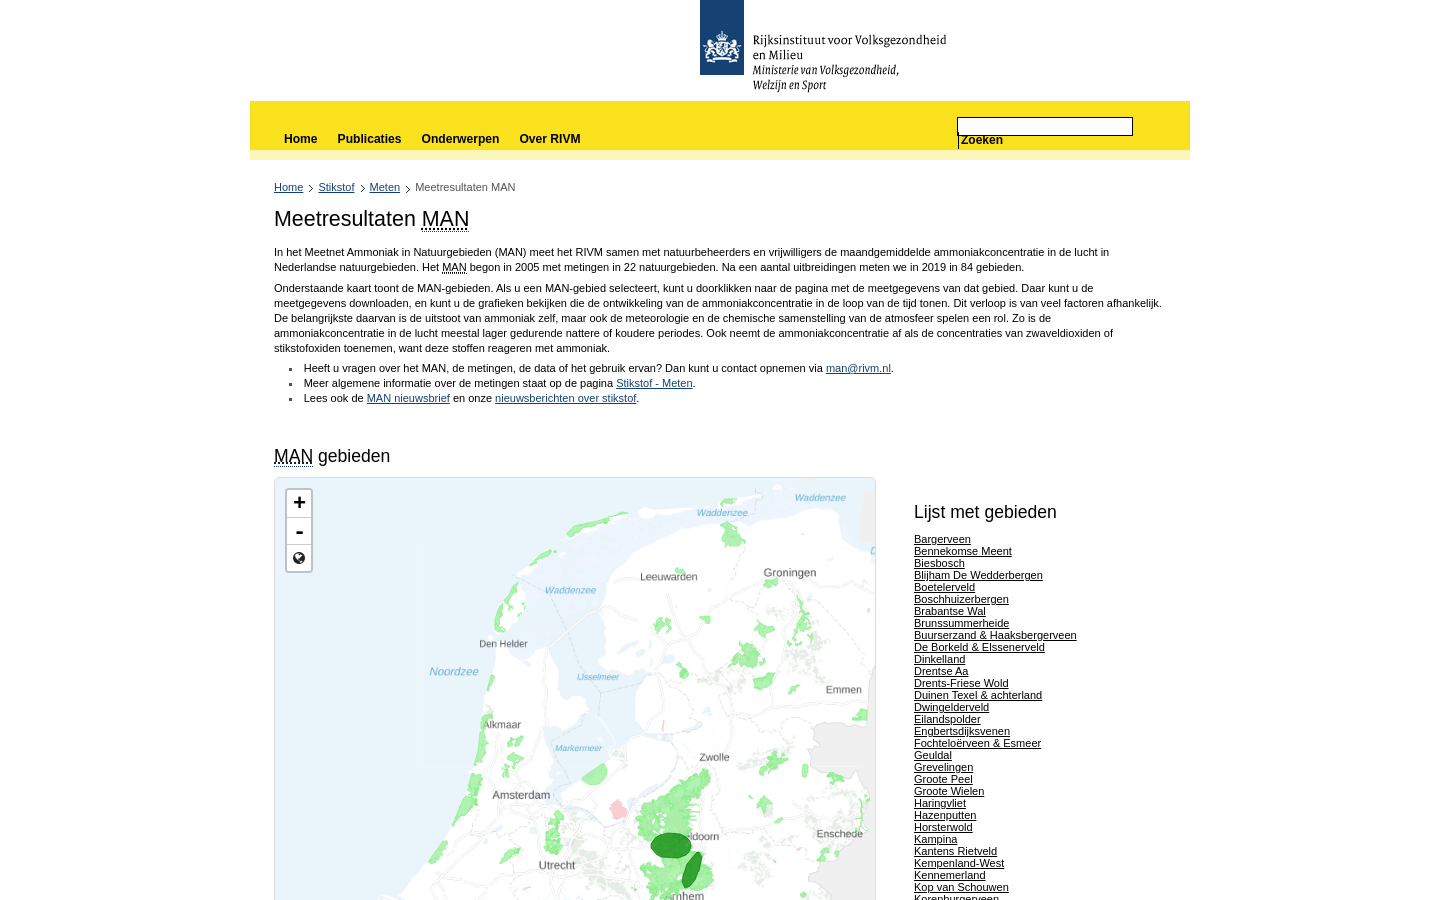 Rijksinstituut voor Volksgezondheid
en Milieu
Ministerie van Volksgezondheid,
Welzijn en Sport
Home Publicaties Onderwerpen Over RIVM
Zoeken
Home Stikstof Meten Meetresultaten MAN
Meetresultaten MAN
In het Meetnet Ammoniak in Natuurgebieden (MAN) meet het RIVM samen met natuurbeheerders en vrijwilligers de maandgemiddelde ammoniakconcentratie in de lucht in
Nederlandse natuurgebieden. Het MAN begon in 2005 met metingen in 22 natuurgebieden. Na een aantal uitbreidingen meten we in 2019 in 84 gebieden.
Onderstaande kaart toont de MAN-gebieden. Als u een MAN-gebied selecteert, kunt u doorklikken naar de pagina met de meetgegevens van dat gebied. Daar kunt u de
meetgegevens downloaden, en kunt u de grafieken bekijken die de ontwikkeling van de ammoniakconcentratie in de loop van de tijd tonen. Dit verloop is van veel factoren afhankelijk.
De belangrijkste daarvan is de uitstoot van ammoniak zelf, maar ook de meteorologie en de chemische samenstelling van de atmosfeer spelen een rol. Zo is de
ammoniakconcentratie in de lucht meestal lager gedurende nattere of koudere periodes. Ook neemt de ammoniakconcentratie af als de concentraties van zwaveldioxiden of
stikstofoxiden toenemen, want deze stoffen reageren met ammoniak.
Heeft u vragen over het MAN, de metingen, de data of het gebruik ervan? Dan kunt u contact opnemen via man@rivm.nl.
Meer algemene informatie over de metingen staat op de pagina Stikstof - Meten.
Lees ook de MAN nieuwsbrief en onze nieuwsberichten over stikstof.
MAN gebieden
+
-
Waddenzee
Waddenzee
Leeuwarden
Groningen
Waddenzee
Den Helder
Noordzee
IJsselmeer
Emmen
Alkmaar
Markermeer
Zwolle
Amsterdam
Enschede
ldoorn
Utrecht
rnhem
Lijst met gebieden
Bargerveen
Bennekomse Meent
Biesbosch
Blijham De Wedderbergen
Boetelerveld
Boschhuizerbergen
Brabantse Wal
Brunssummerheide
Buurserzand & Haaksbergerveen
De Borkeld & Elssenerveld
Dinkelland
Drentse Aa
Drents-Friese Wold
Duinen Texel & achterland
Dwingelderveld
Eilandspolder
Engbertsdijksvenen
Fochteloërveen & Esmeer
Geuldal
Grevelingen
Groote Peel
Groote Wielen
Haringvliet
Hazenputten
Horsterwold
Kampina
Kantens Rietveld
Kempenland-West
Kennemerland
Kop van Schouwen
Korenburgerveen